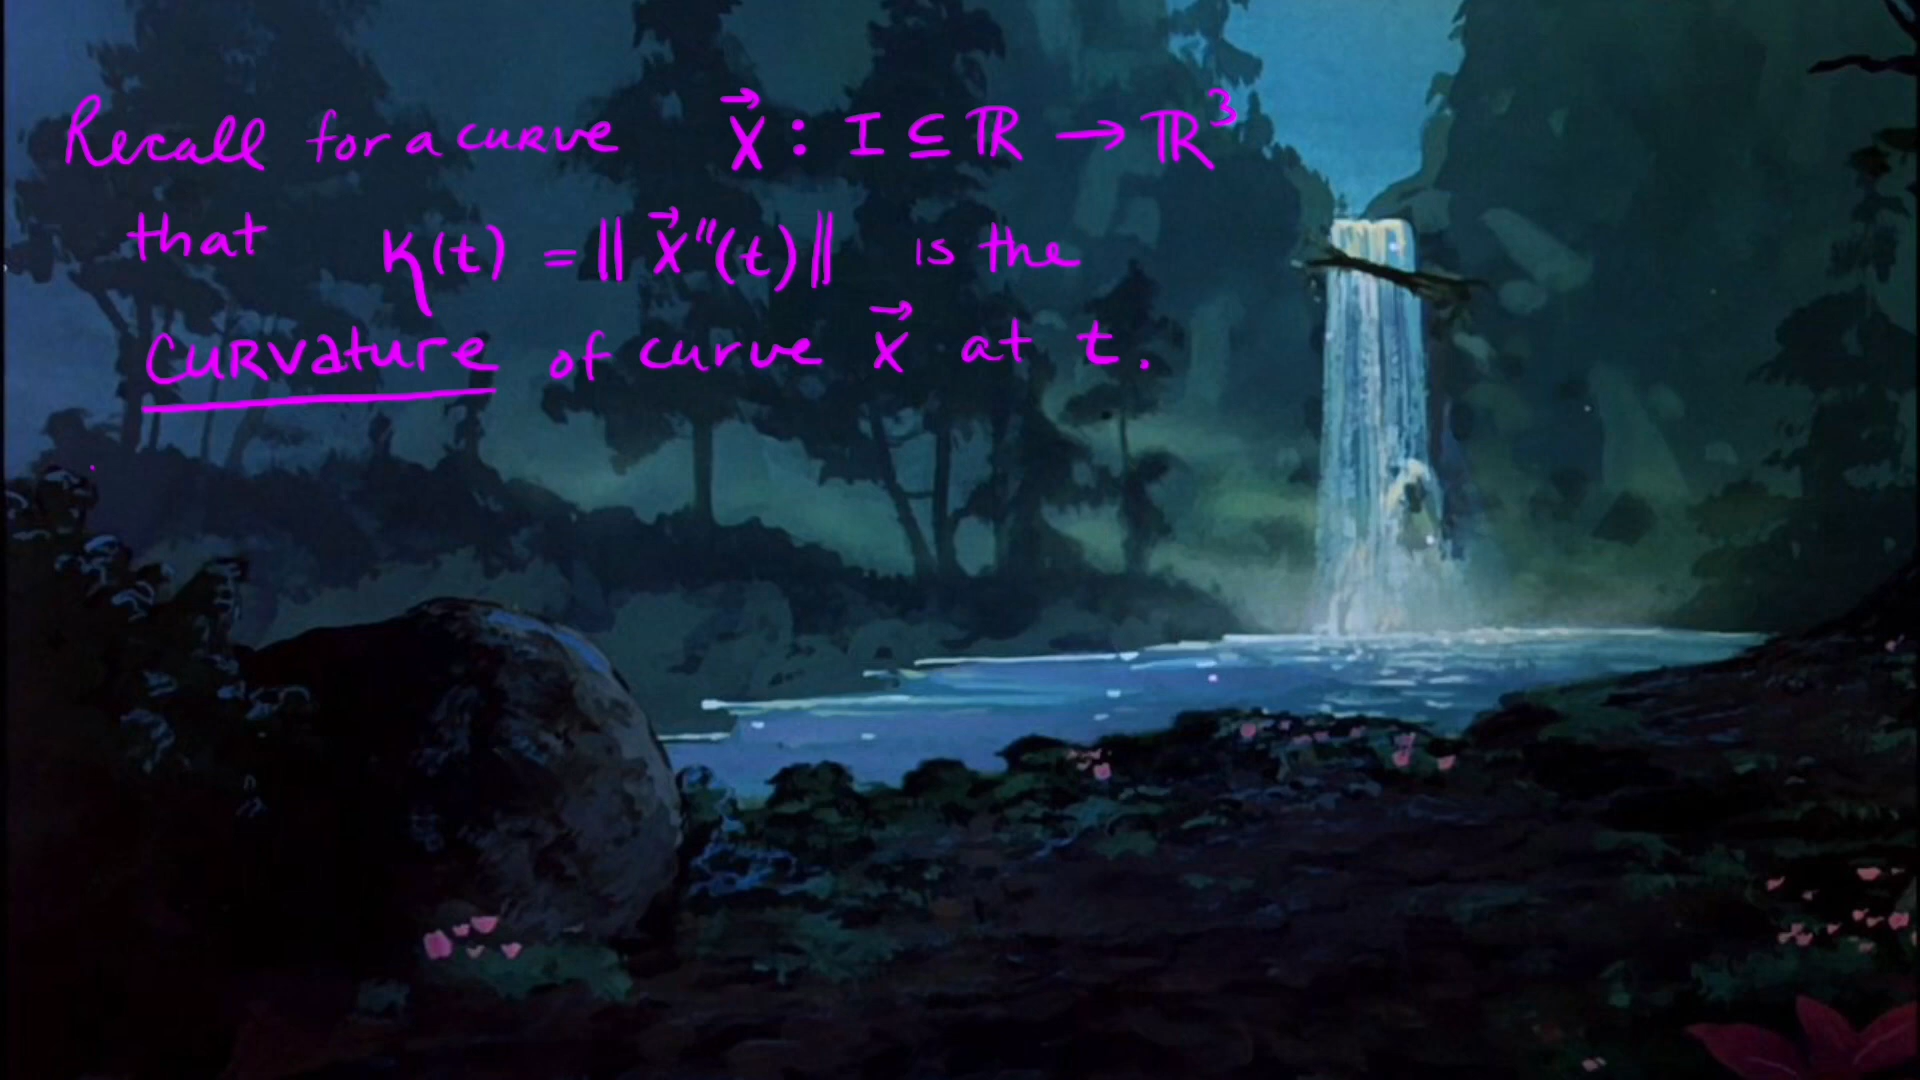 Recall for a curve x⃗ : I ⊆ ℝ → ℝ³
that κ(t) = ‖ x⃗″(t) ‖ is the
curvature of curve x⃗ at t.